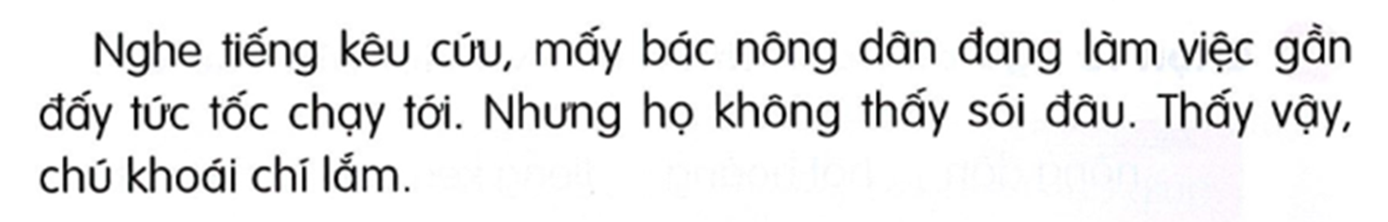 Nghe tiếng kêu cứu, mấy bác nông dân đang làm việc gần
đấy tức tốc chạy tới. Nhưng họ không thấy sói đâu. Thấy vậy,
chú khoái chí lắm.